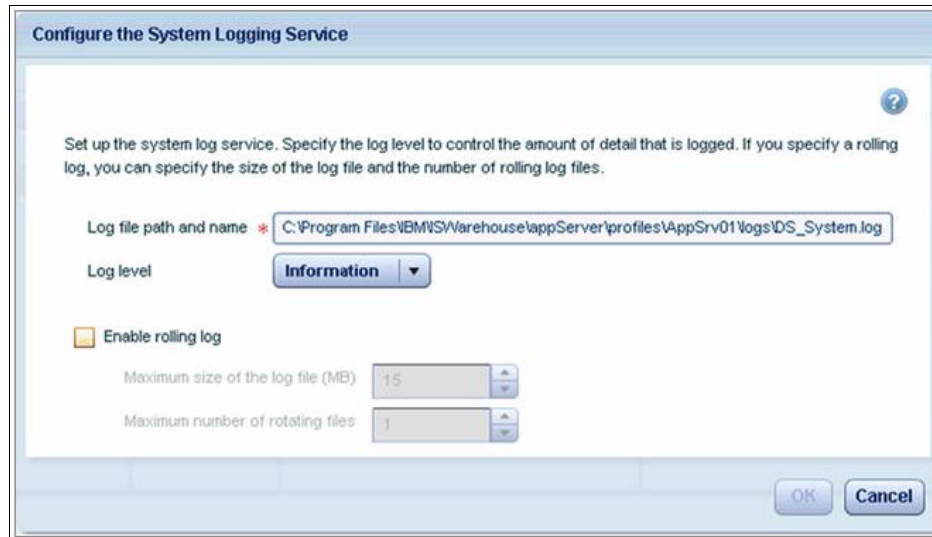 Configure the System Logging Service
?
Set up the system log service. Specify the log level to control the amount of detail that is logged. If you specify a rolling
log, you can specify the size of the log file and the number of rolling log files.
Log file path and name * C:\Program Files\IBM\ISWarehouse\appServer\profiles\AppSrv01\logs\DS_System.log
Log level Information
Enable rolling log
Maximum size of the log file (MB) 15
Maximum number of rotating files 1
OK Cancel